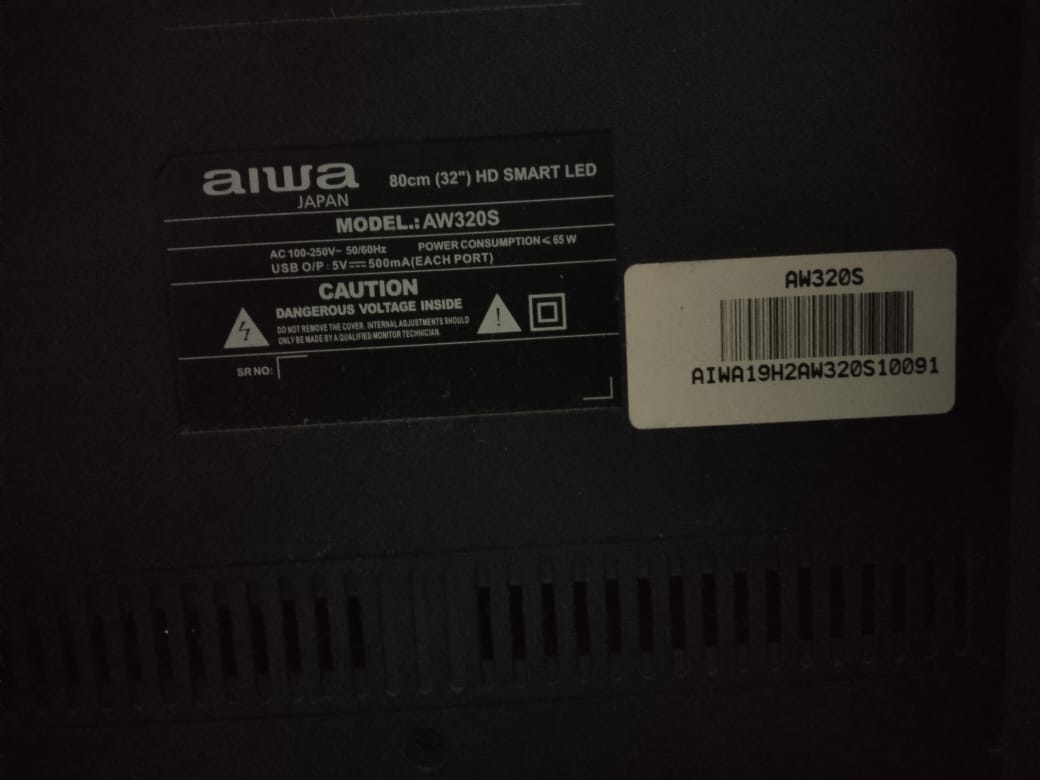 aiwa
JAPAN
80cm (32") HD SMART LED
MODEL.: AW320S
AC 100-250V~ 50/60Hz POWER CONSUMPTION ⩽ 65 W
USB O/P : 5V⎓500mA(EACH PORT)
CAUTION
DANGEROUS VOLTAGE INSIDE
DO NOT REMOVE THE COVER. INTERNAL ADJUSTMENTS SHOULD
ONLY BE MADE BY A QUALIFIED MONITOR TECHNICIAN.
SR NO:
AW320S
AIWA19H2AW320S10091